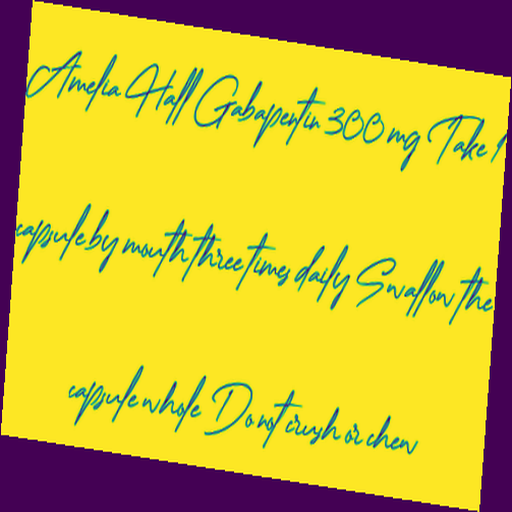 Amelia Hall Gabapentin 300 mg Take 1
capsule by mouth three times daily Swallow the
capsule whole Do not crush or chew